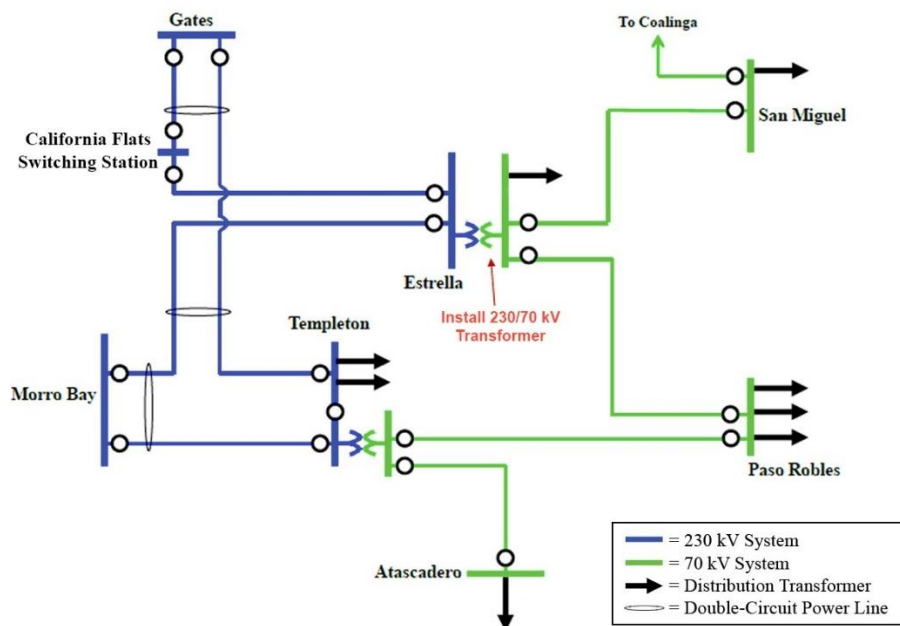 Gates
To Coalinga
San Miguel
California Flats
Switching Station
Estrella
Install 230/70 kV
Transformer
Templeton
Morro Bay
Paso Robles
Atascadero
= 230 kV System
= 70 kV System
= Distribution Transformer
= Double-Circuit Power Line